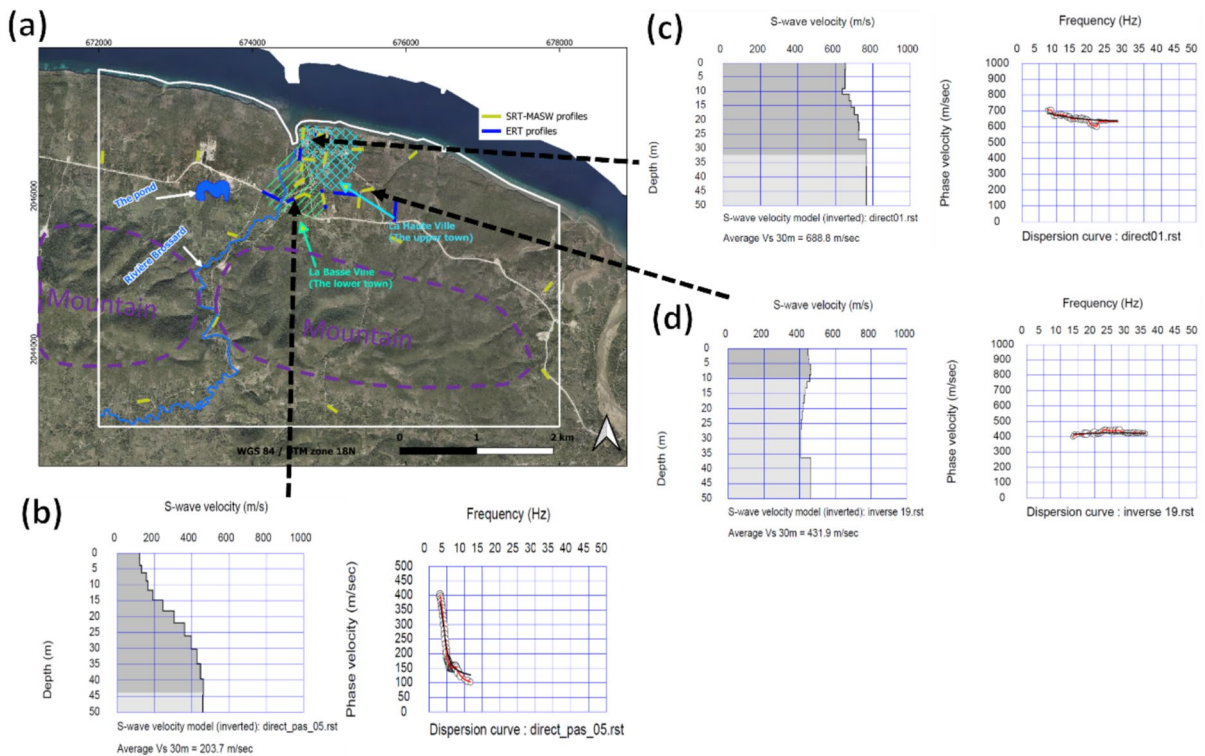 (a)
672000 674000 676000 678000
SRT-MASW profiles
ERT profiles
2046000
2044000
The pond
Rivière Brossard
La Haute Ville
(The upper town)
La Basse Ville
(The lower town)
Mountain
Mountain
0 1 2 km
WGS 84 / UTM zone 18N
(b)
S-wave velocity (m/s)
0 200 400 600 800 1000
Depth (m)
0
5
10
15
20
25
30
35
40
45
50
S-wave velocity model (inverted): direct_pas_05.rst
Average Vs 30m = 203.7 m/sec
Frequency (Hz)
0 5 10 15 20 25 30 35 40 45 50
Phase velocity (m/sec)
500
450
400
350
300
250
200
150
100
50
0
Dispersion curve : direct_pas_05.rst
(c)
S-wave velocity (m/s)
0 200 400 600 800 1000
Depth (m)
0
5
10
15
20
25
30
35
40
45
50
S-wave velocity model (inverted): direct01.rst
Average Vs 30m = 688.8 m/sec
Frequency (Hz)
0 5 10 15 20 25 30 35 40 45 50
Phase velocity (m/sec)
1000
900
800
700
600
500
400
300
200
100
0
Dispersion curve : direct01.rst
(d)
S-wave velocity (m/s)
0 200 400 600 800 1000
Depth (m)
0
5
10
15
20
25
30
35
40
45
50
S-wave velocity model (inverted): inverse 19.rst
Average Vs 30m = 431.9 m/sec
Frequency (Hz)
0 5 10 15 20 25 30 35 40 45 50
Phase velocity (m/sec)
1000
900
800
700
600
500
400
300
200
100
0
Dispersion curve : inverse 19.rst